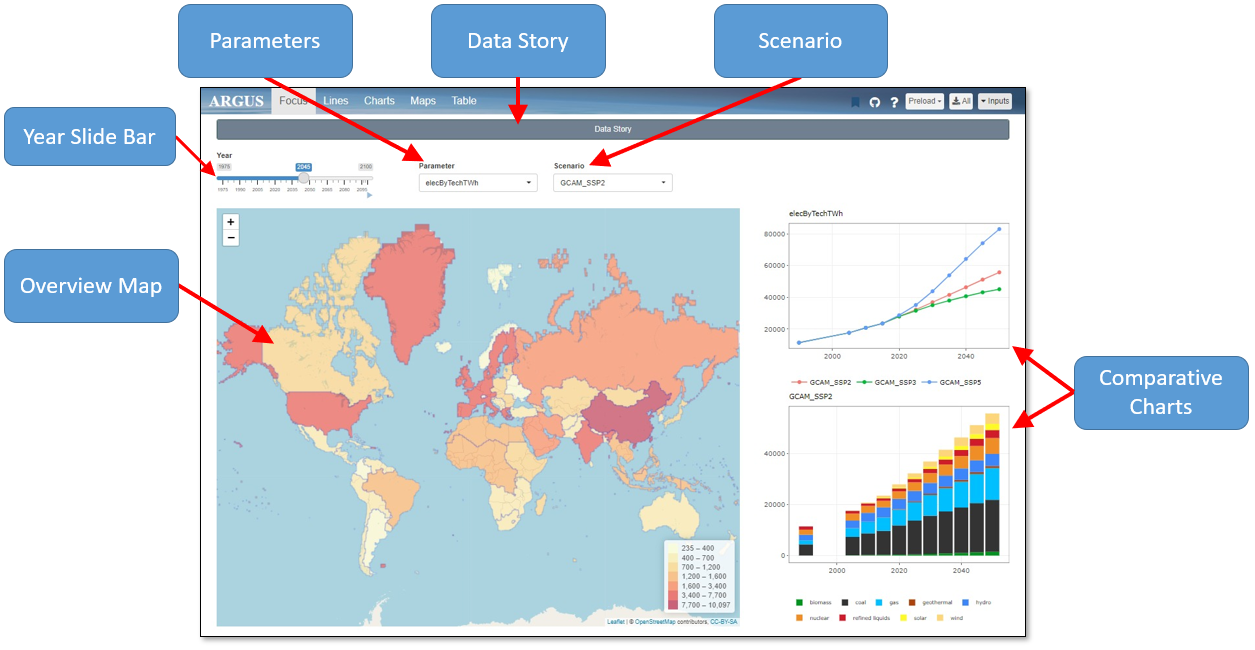 Parameters
Data Story
Scenario
Year Slide Bar
Overview Map
Comparative
Charts
ARGUS Focus Lines Charts Maps Table
? Preload All Inputs
Data Story
Year
1975 2045 2100
1975 1990 2005 2020 2035 2050 2065 2080 2095
Parameter
elecByTechTWh
Scenario
GCAM_SSP2
+
−
235 – 400
400 – 700
700 – 1,200
1,200 – 1,600
1,600 – 3,400
3,400 – 7,700
7,700 – 10,097
Leaflet | © OpenStreetMap contributors, CC-BY-SA
elecByTechTWh
80000
60000
40000
20000
2000 2020 2040
GCAM_SSP2 GCAM_SSP3 GCAM_SSP5
GCAM_SSP2
40000
20000
0
2000 2020 2040
biomass coal gas geothermal hydro
nuclear refined liquids solar wind